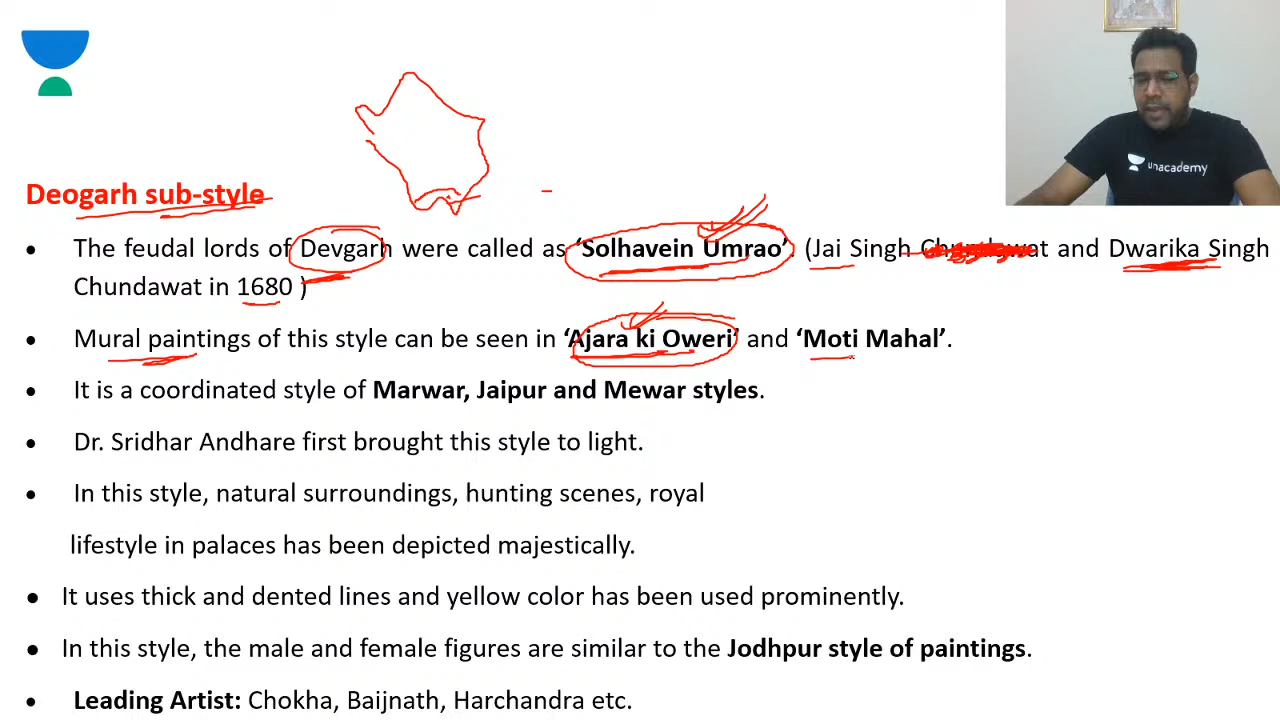 unacademy
Deogarh sub-style
• The feudal lords of Devgarh were called as ‘Solhavein Umrao’. (Jai Singh Chundawat and Dwarika Singh
Chundawat in 1680 )
• Mural paintings of this style can be seen in ‘Ajara ki Oweri’ and ‘Moti Mahal’.
• It is a coordinated style of Marwar, Jaipur and Mewar styles.
• Dr. Sridhar Andhare first brought this style to light.
• In this style, natural surroundings, hunting scenes, royal
lifestyle in palaces has been depicted majestically.
• It uses thick and dented lines and yellow color has been used prominently.
• In this style, the male and female figures are similar to the Jodhpur style of paintings.
• Leading Artist: Chokha, Baijnath, Harchandra etc.